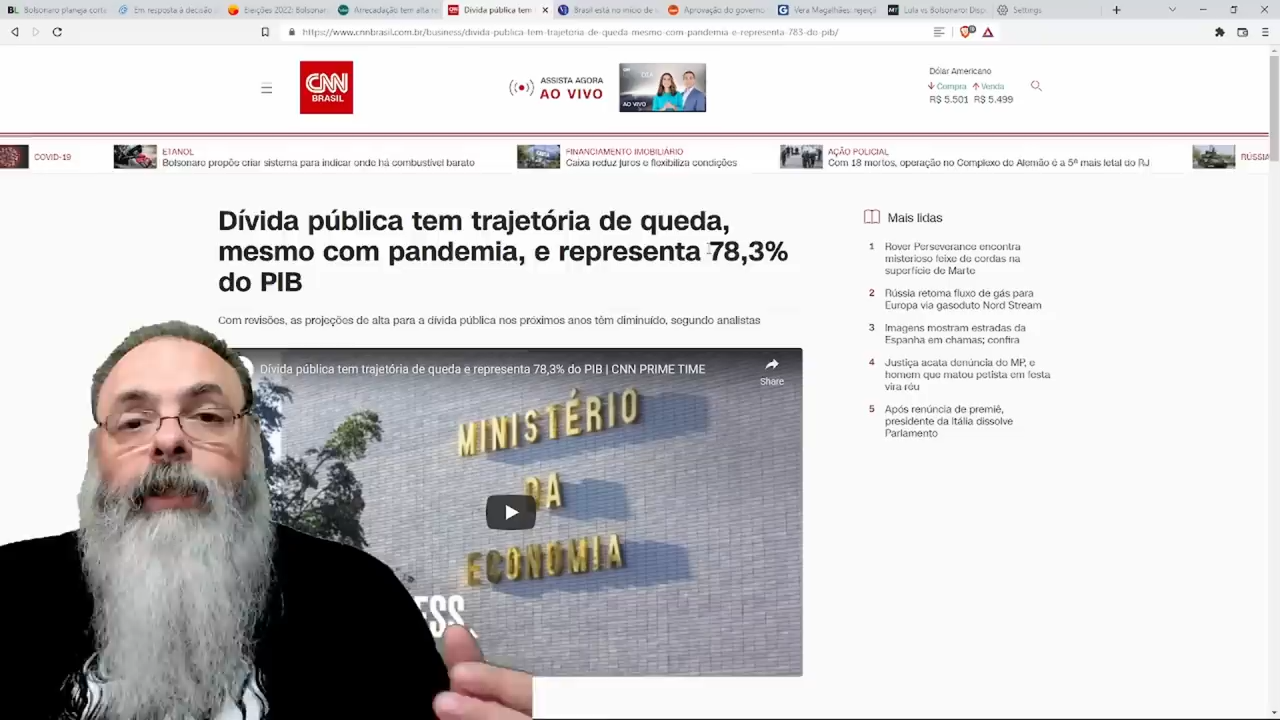 BL Bolsonaro planeja corta
Em resposta à decisão
Eleições 2022: Bolsonar
Arrecadação tem alta re
Dívida pública tem
Brasil está no início de u
Aprovação do governo
Vera Magalhães: rejeiçã
MT Lula vs Bolsonaro: Disp
Settings
https://www.cnnbrasil.com.br/business/divida-publica-tem-trajetoria-de-queda-mesmo-com-pandemia-e-representa-783-do-pib/
CNN
BRASIL
ASSISTA AGORA
AO VIVO
AO VIVO
Dólar Americano
Compra Venda
R$ 5.501 R$ 5.499
COVID-19
ETANOL
Bolsonaro propõe criar sistema para indicar onde há combustível barato
FINANCIAMENTO IMOBILIÁRIO
Caixa reduz juros e flexibiliza condições
AÇÃO POLICIAL
Com 18 mortos, operação no Complexo do Alemão é a 5ª mais letal do RJ
RÚSSIA
Dívida pública tem trajetória de queda,
mesmo com pandemia, e representa 78,3%
do PIB
Com revisões, as projeções de alta para a dívida pública nos próximos anos têm diminuído, segundo analistas
Dívida pública tem trajetória de queda e representa 78,3% do PIB | CNN PRIME TIME
Share
MINISTÉRIO
DA
ECONOMIA
ESS.
Mais lidas
1 Rover Perseverance encontra
misterioso feixe de cordas na
superfície de Marte
2 Rússia retoma fluxo de gás para
Europa via gasoduto Nord Stream
3 Imagens mostram estradas da
Espanha em chamas; confira
4 Justiça acata denúncia do MP, e
homem que matou petista em festa
vira réu
5 Após renúncia de premiê,
presidente da Itália dissolve
Parlamento